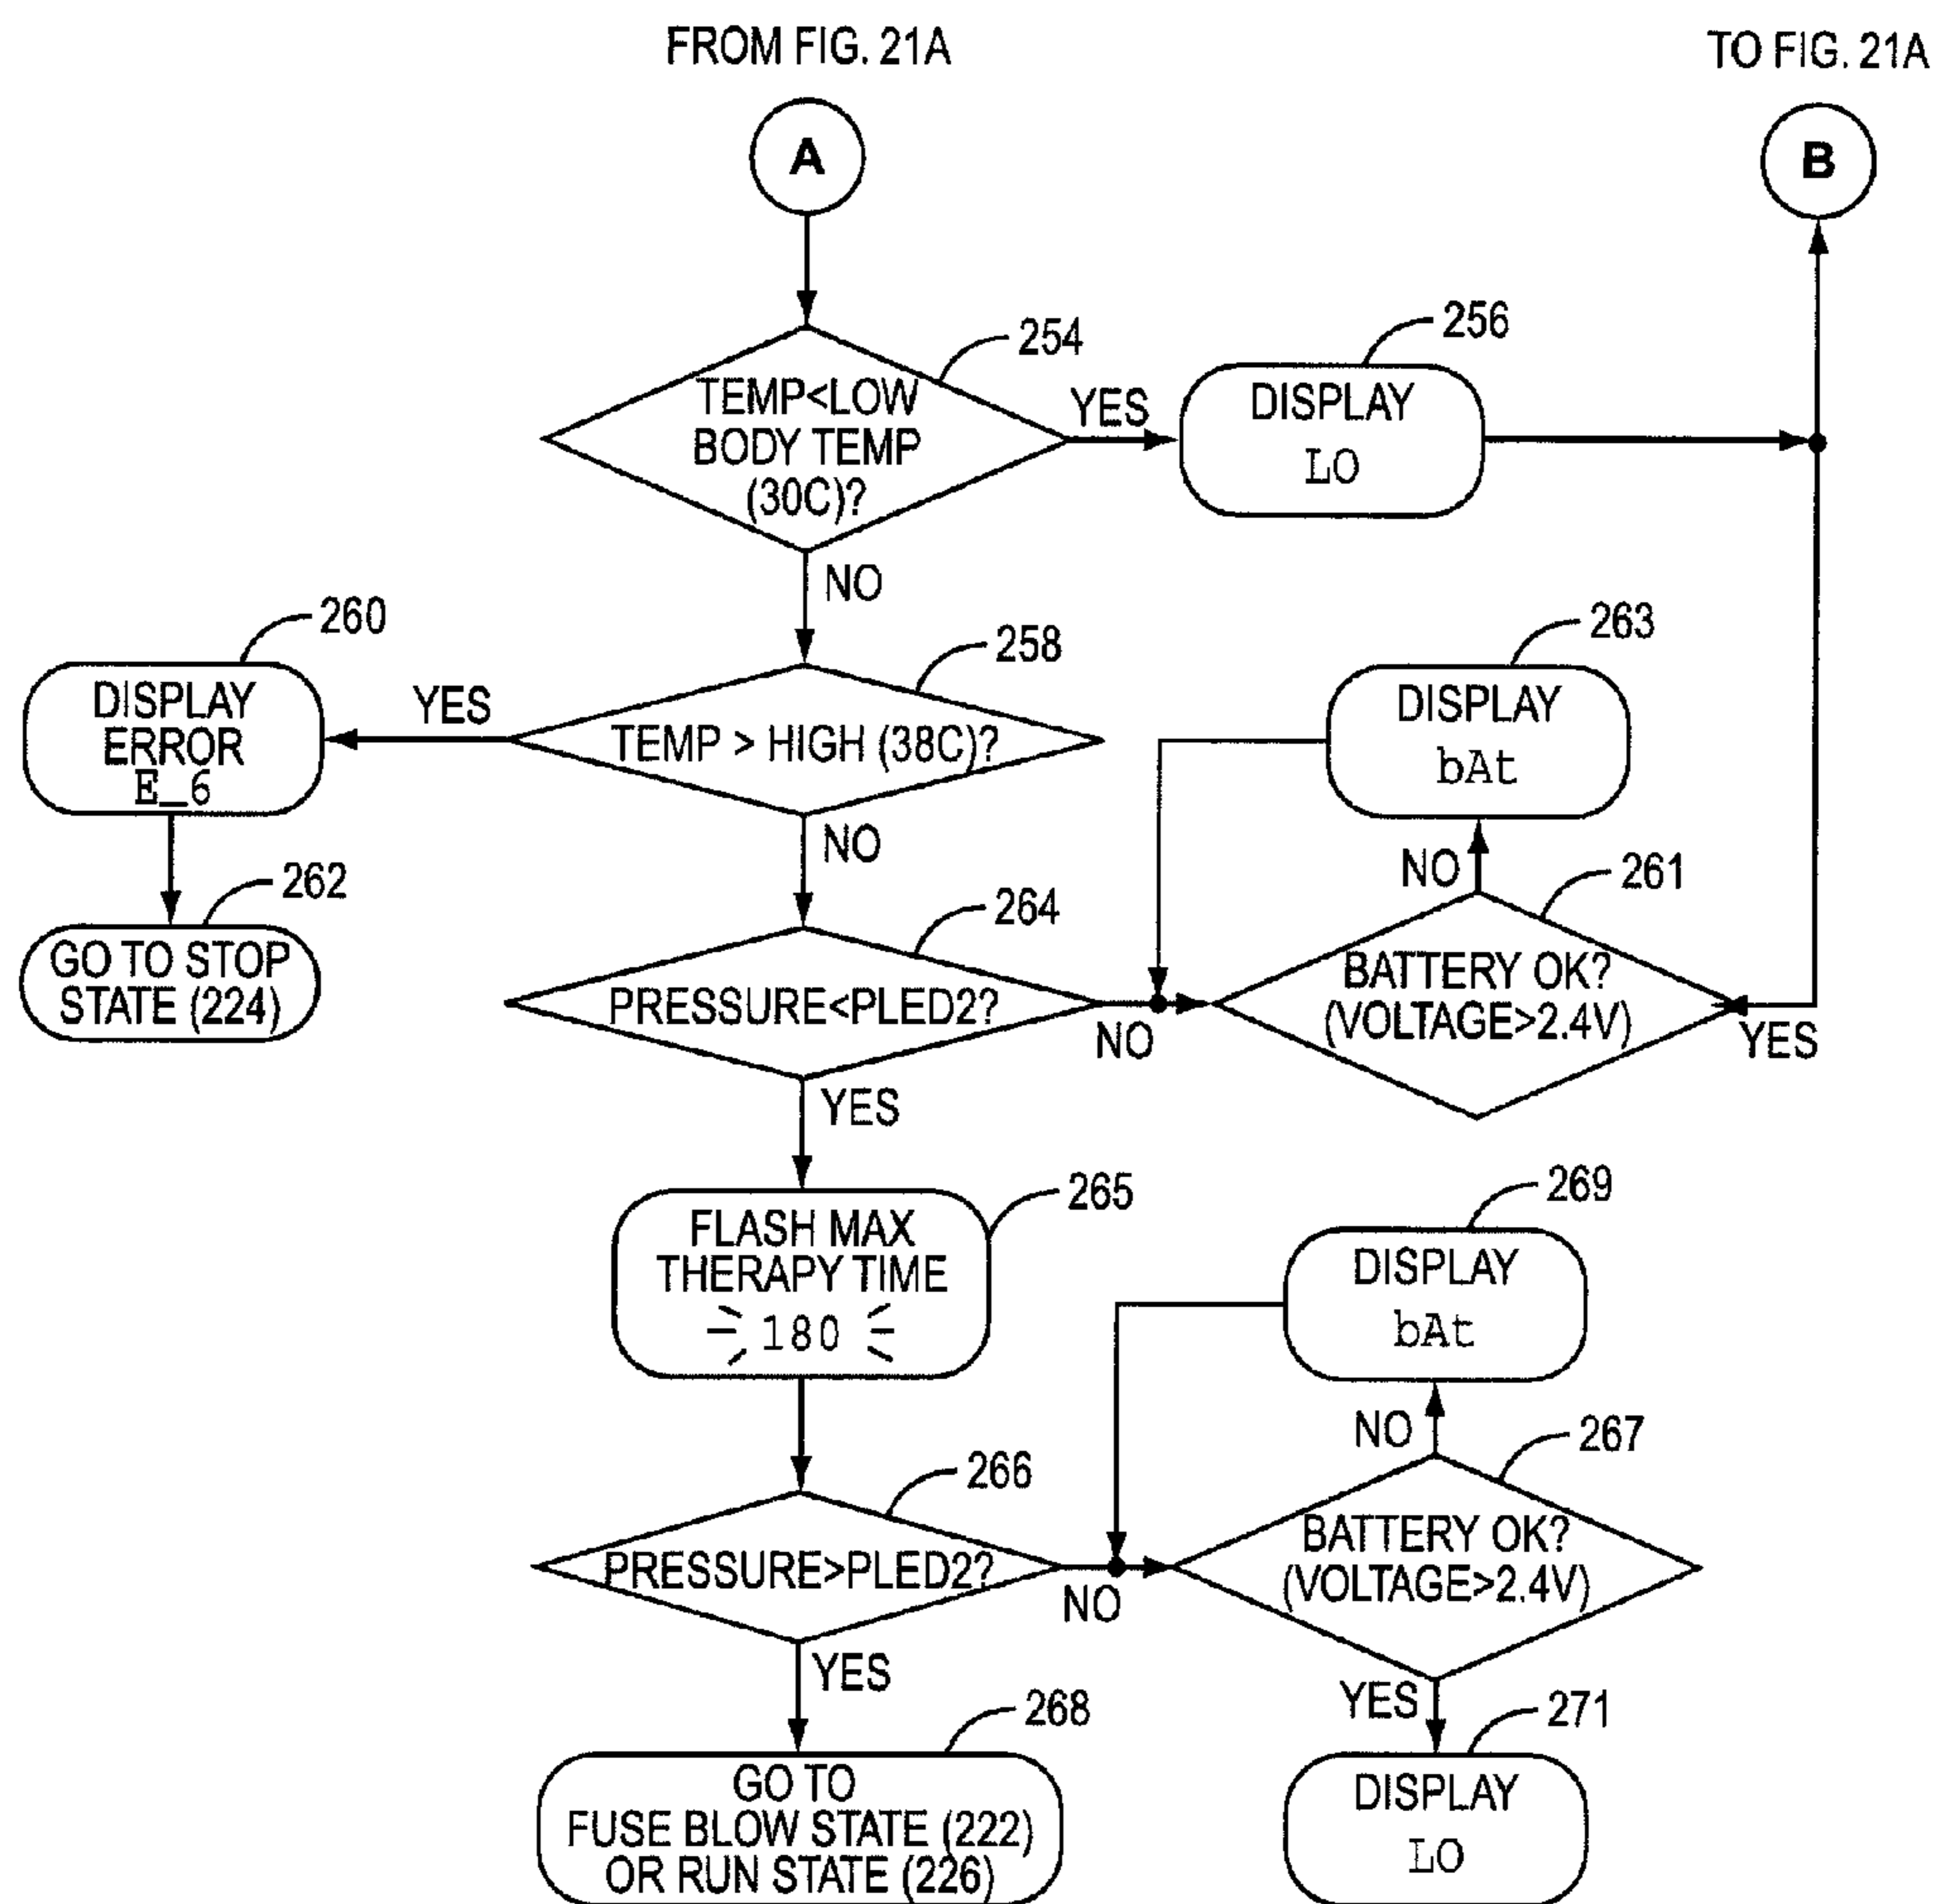 FROM FIG. 21A
TO FIG. 21A
A
B
254
TEMP<LOW
BODY TEMP
(30C)?
YES
256
DISPLAY
LO
NO
260
DISPLAY
ERROR
E_6
YES
258
TEMP > HIGH (38C)?
263
DISPLAY
bAt
NO
NO
262
GO TO STOP
STATE (224)
264
PRESSURE<PLED2?
NO
261
BATTERY OK?
(VOLTAGE>2.4V)
YES
YES
265
FLASH MAX
THERAPY TIME
180
269
DISPLAY
bAt
NO
266
PRESSURE>PLED2?
NO
267
BATTERY OK?
(VOLTAGE>2.4V)
YES
YES
268
GO TO
FUSE BLOW STATE (222)
OR RUN STATE (226)
271
DISPLAY
LO